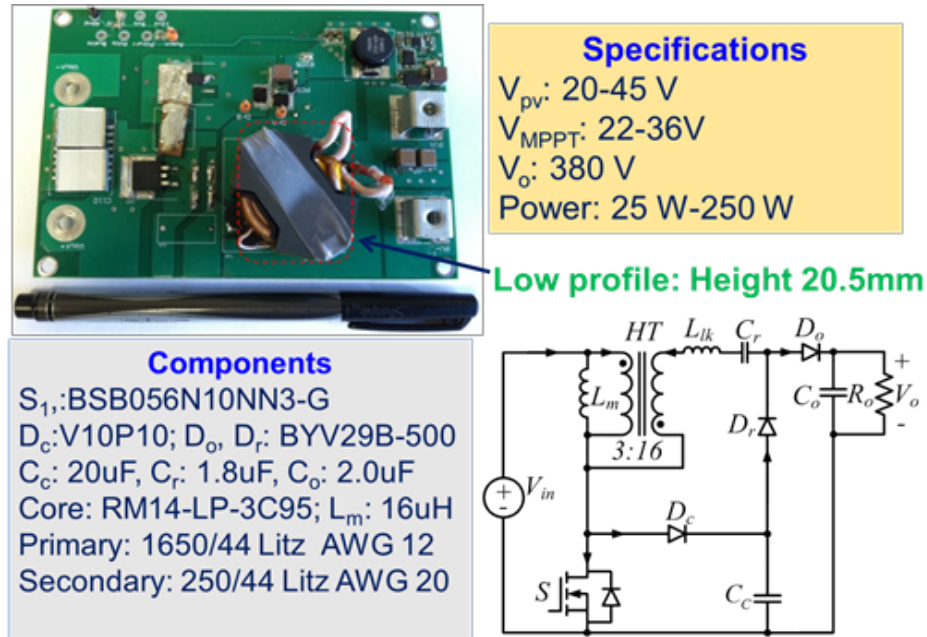 Specifications
Vpv: 20-45 V
VMPPT: 22-36V
Vo: 380 V
Power: 25 W-250 W
Low profile: Height 20.5mm
Components
S1,:BSB056N10NN3-G
Dc:V10P10; Do, Dr: BYV29B-500
Cc: 20uF, Cr: 1.8uF, Co: 2.0uF
Core: RM14-LP-3C95; Lm: 16uH
Primary: 1650/44 Litz AWG 12
Secondary: 250/44 Litz AWG 20
HT Llk Cr Do
+
Lm Co Ro Vo
Dr
-
3:16
+
Vin
-
Dc
S
Cc